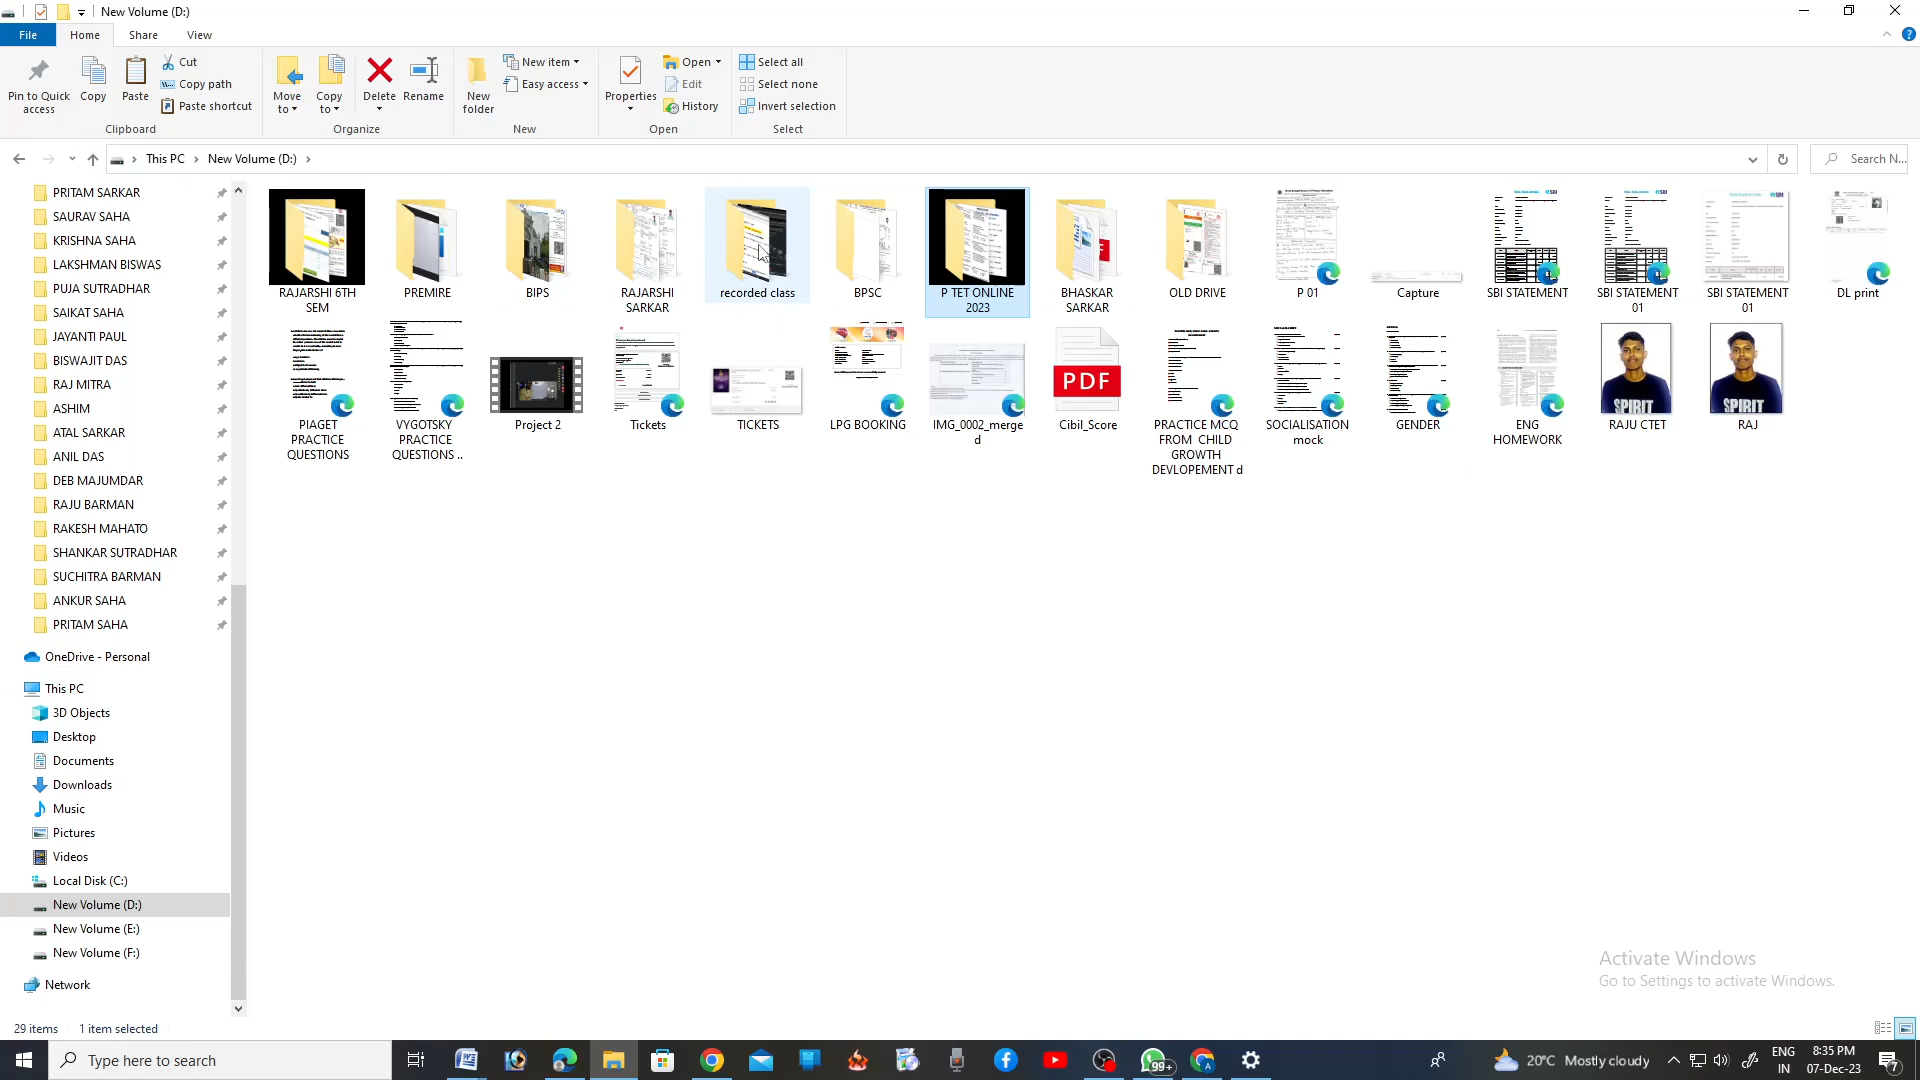 New Volume (D:)
File
Home
Share
View
Pin to Quick access
Copy
Paste
Cut
Copy path
Paste shortcut
Clipboard
Move to
Copy to
Delete
Rename
Organize
New folder
New item
Easy access
New
Properties
Open
Edit
History
Open
Select all
Select none
Invert selection
Select
This PC
New Volume (D:)
Search N...
PRITAM SARKAR
SAURAV SAHA
KRISHNA SAHA
LAKSHMAN BISWAS
PUJA SUTRADHAR
SAIKAT SAHA
JAYANTI PAUL
BISWAJIT DAS
RAJ MITRA
ASHIM
ATAL SARKAR
ANIL DAS
DEB MAJUMDAR
RAJU BARMAN
RAKESH MAHATO
SHANKAR SUTRADHAR
SUCHITRA BARMAN
ANKUR SAHA
PRITAM SAHA
OneDrive - Personal
This PC
3D Objects
Desktop
Documents
Downloads
Music
Pictures
Videos
Local Disk (C:)
New Volume (D:)
New Volume (E:)
New Volume (F:)
Network
RAJARSHI 6TH
SEM
PREMIRE
BIPS
RAJARSHI
SARKAR
recorded class
BPSC
P TET ONLINE
2023
BHASKAR
SARKAR
OLD DRIVE
P 01
Capture
SBI STATEMENT
SBI STATEMENT
01
SBI STATEMENT
01
DL print
PIAGET
PRACTICE
QUESTIONS
VYGOTSKY
PRACTICE
QUESTIONS ..
Project 2
Tickets
TICKETS
LPG BOOKING
IMG_0002_merge
d
PDF
Cibil_Score
PRACTICE MCQ
FROM CHILD
GROWTH
DEVLOPEMENT d
SOCIALISATION
mock
GENDER
ENG
HOMEWORK
SPIRIT
RAJU CTET
SPIRIT
RAJ
Activate Windows
Go to Settings to activate Windows.
29 items
1 item selected
Type here to search
99+
20°C Mostly cloudy
ENG
IN
8:35 PM
07-Dec-23
7